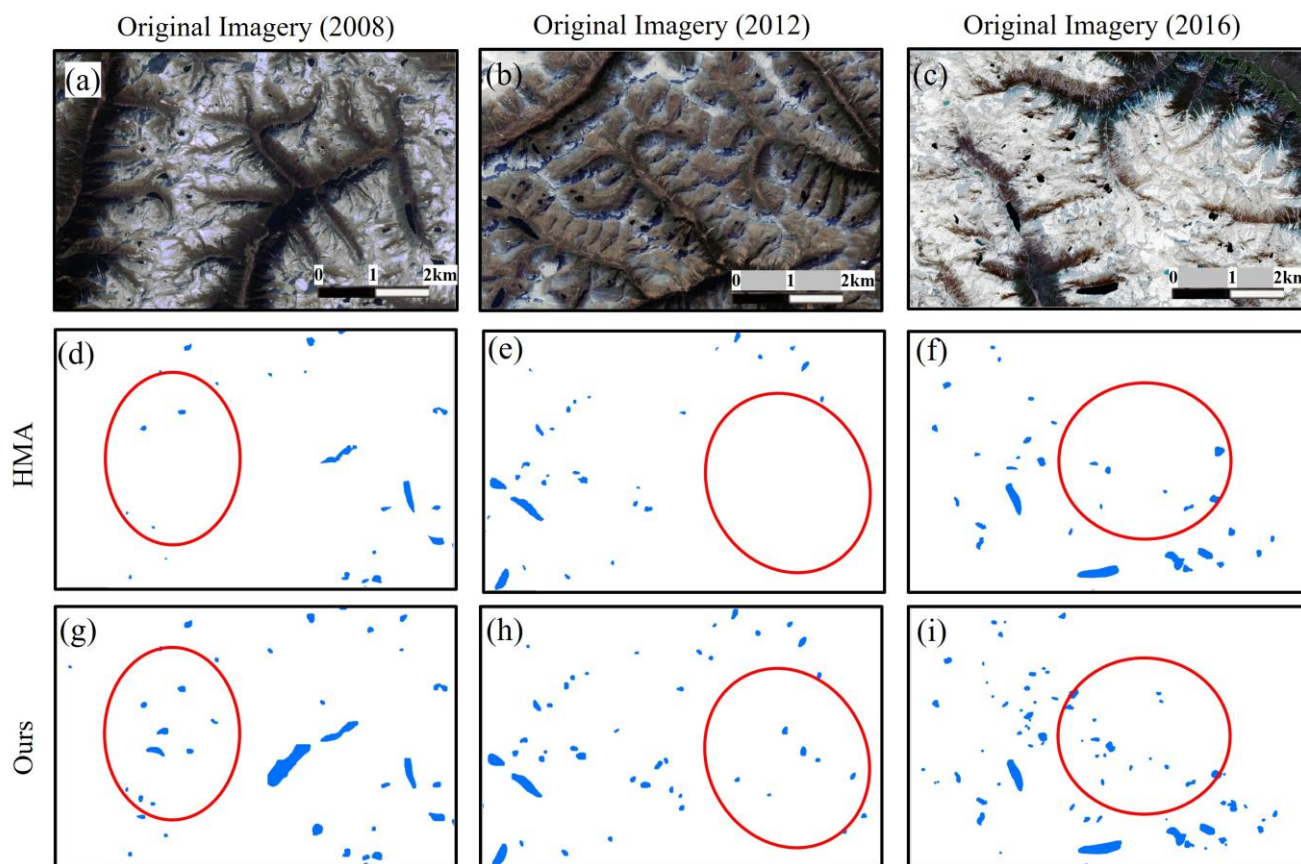 Original Imagery (2008)
Original Imagery (2012)
Original Imagery (2016)
(a)
(b)
(c)
0 1 2km
0 1 2km
0 1 2km
HMA
(d)
(e)
(f)
Ours
(g)
(h)
(i)